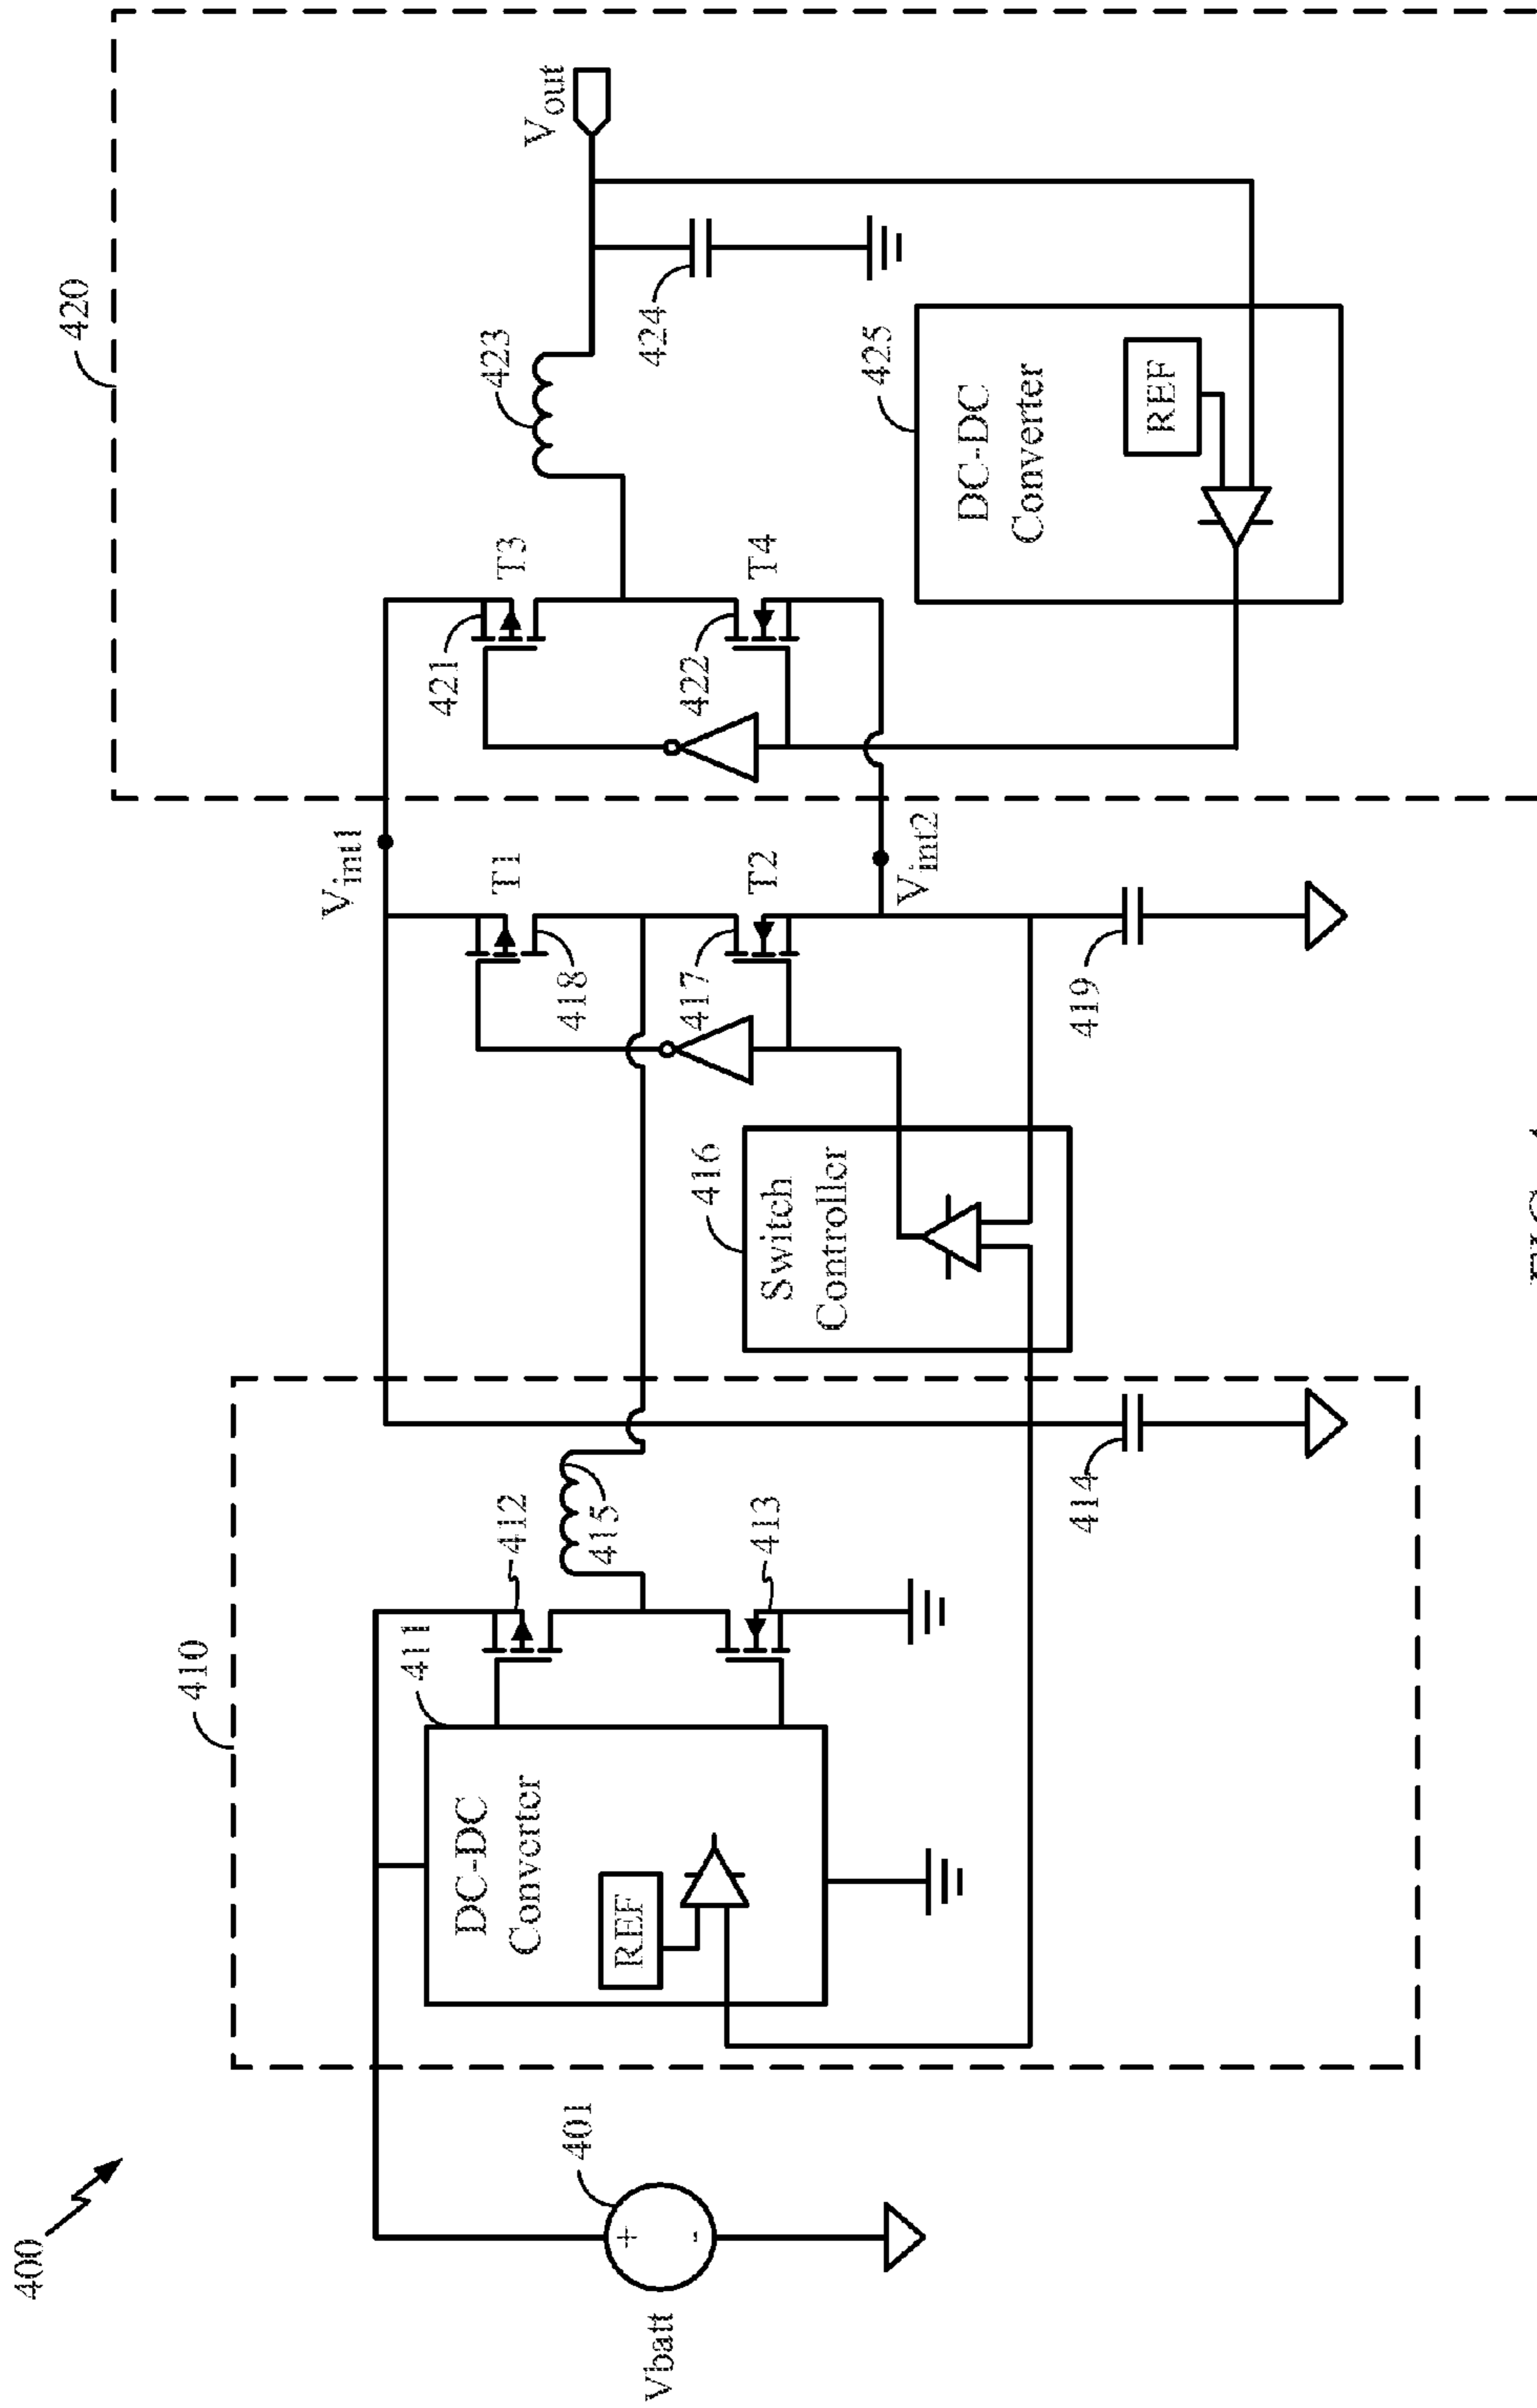 400
Vbatt
401
410
411
DC-DC
Converter
REF
412
413
415
414
416
Switch
Controller
417
418
419
T1
T2
Vint1
Vint2
420
421
422
T3
T4
423
424
425
DC-DC
Converter
REF
Vout